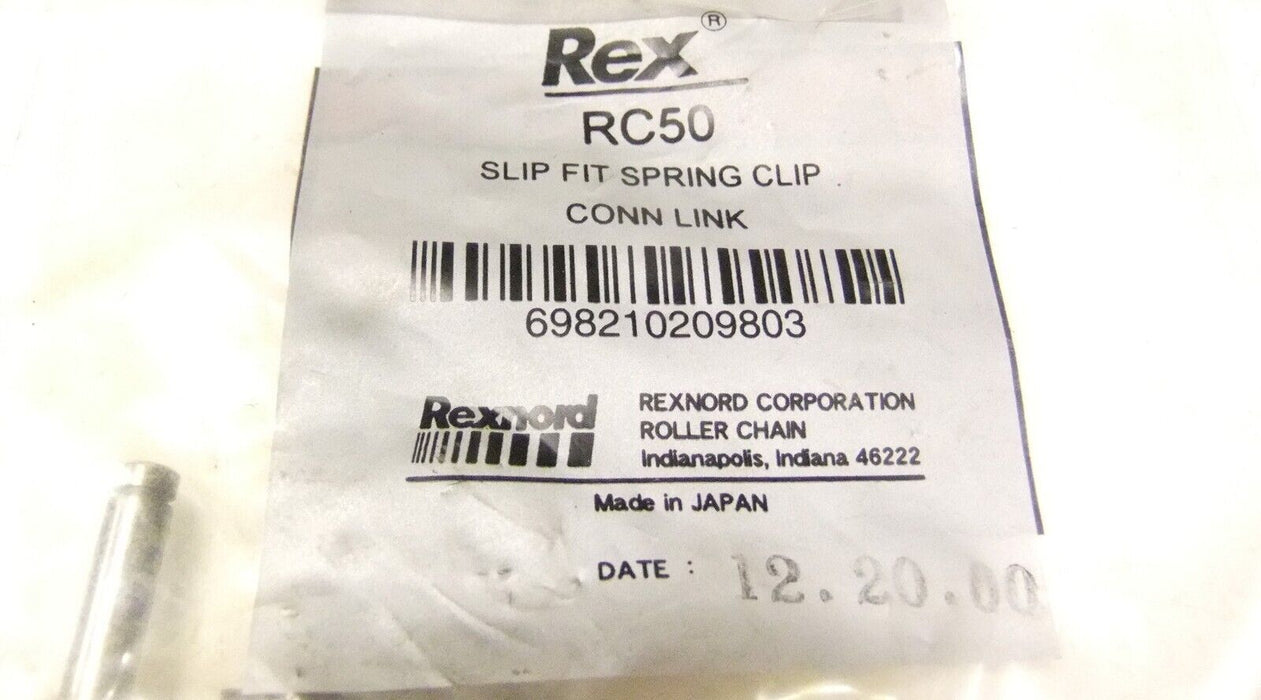 Rex®
RC50
SLIP FIT SPRING CLIP
CONN LINK
698210209803
Rexnord
REXNORD CORPORATION
ROLLER CHAIN
Indianapolis, Indiana 46222
Made in JAPAN
DATE : 12.20.00